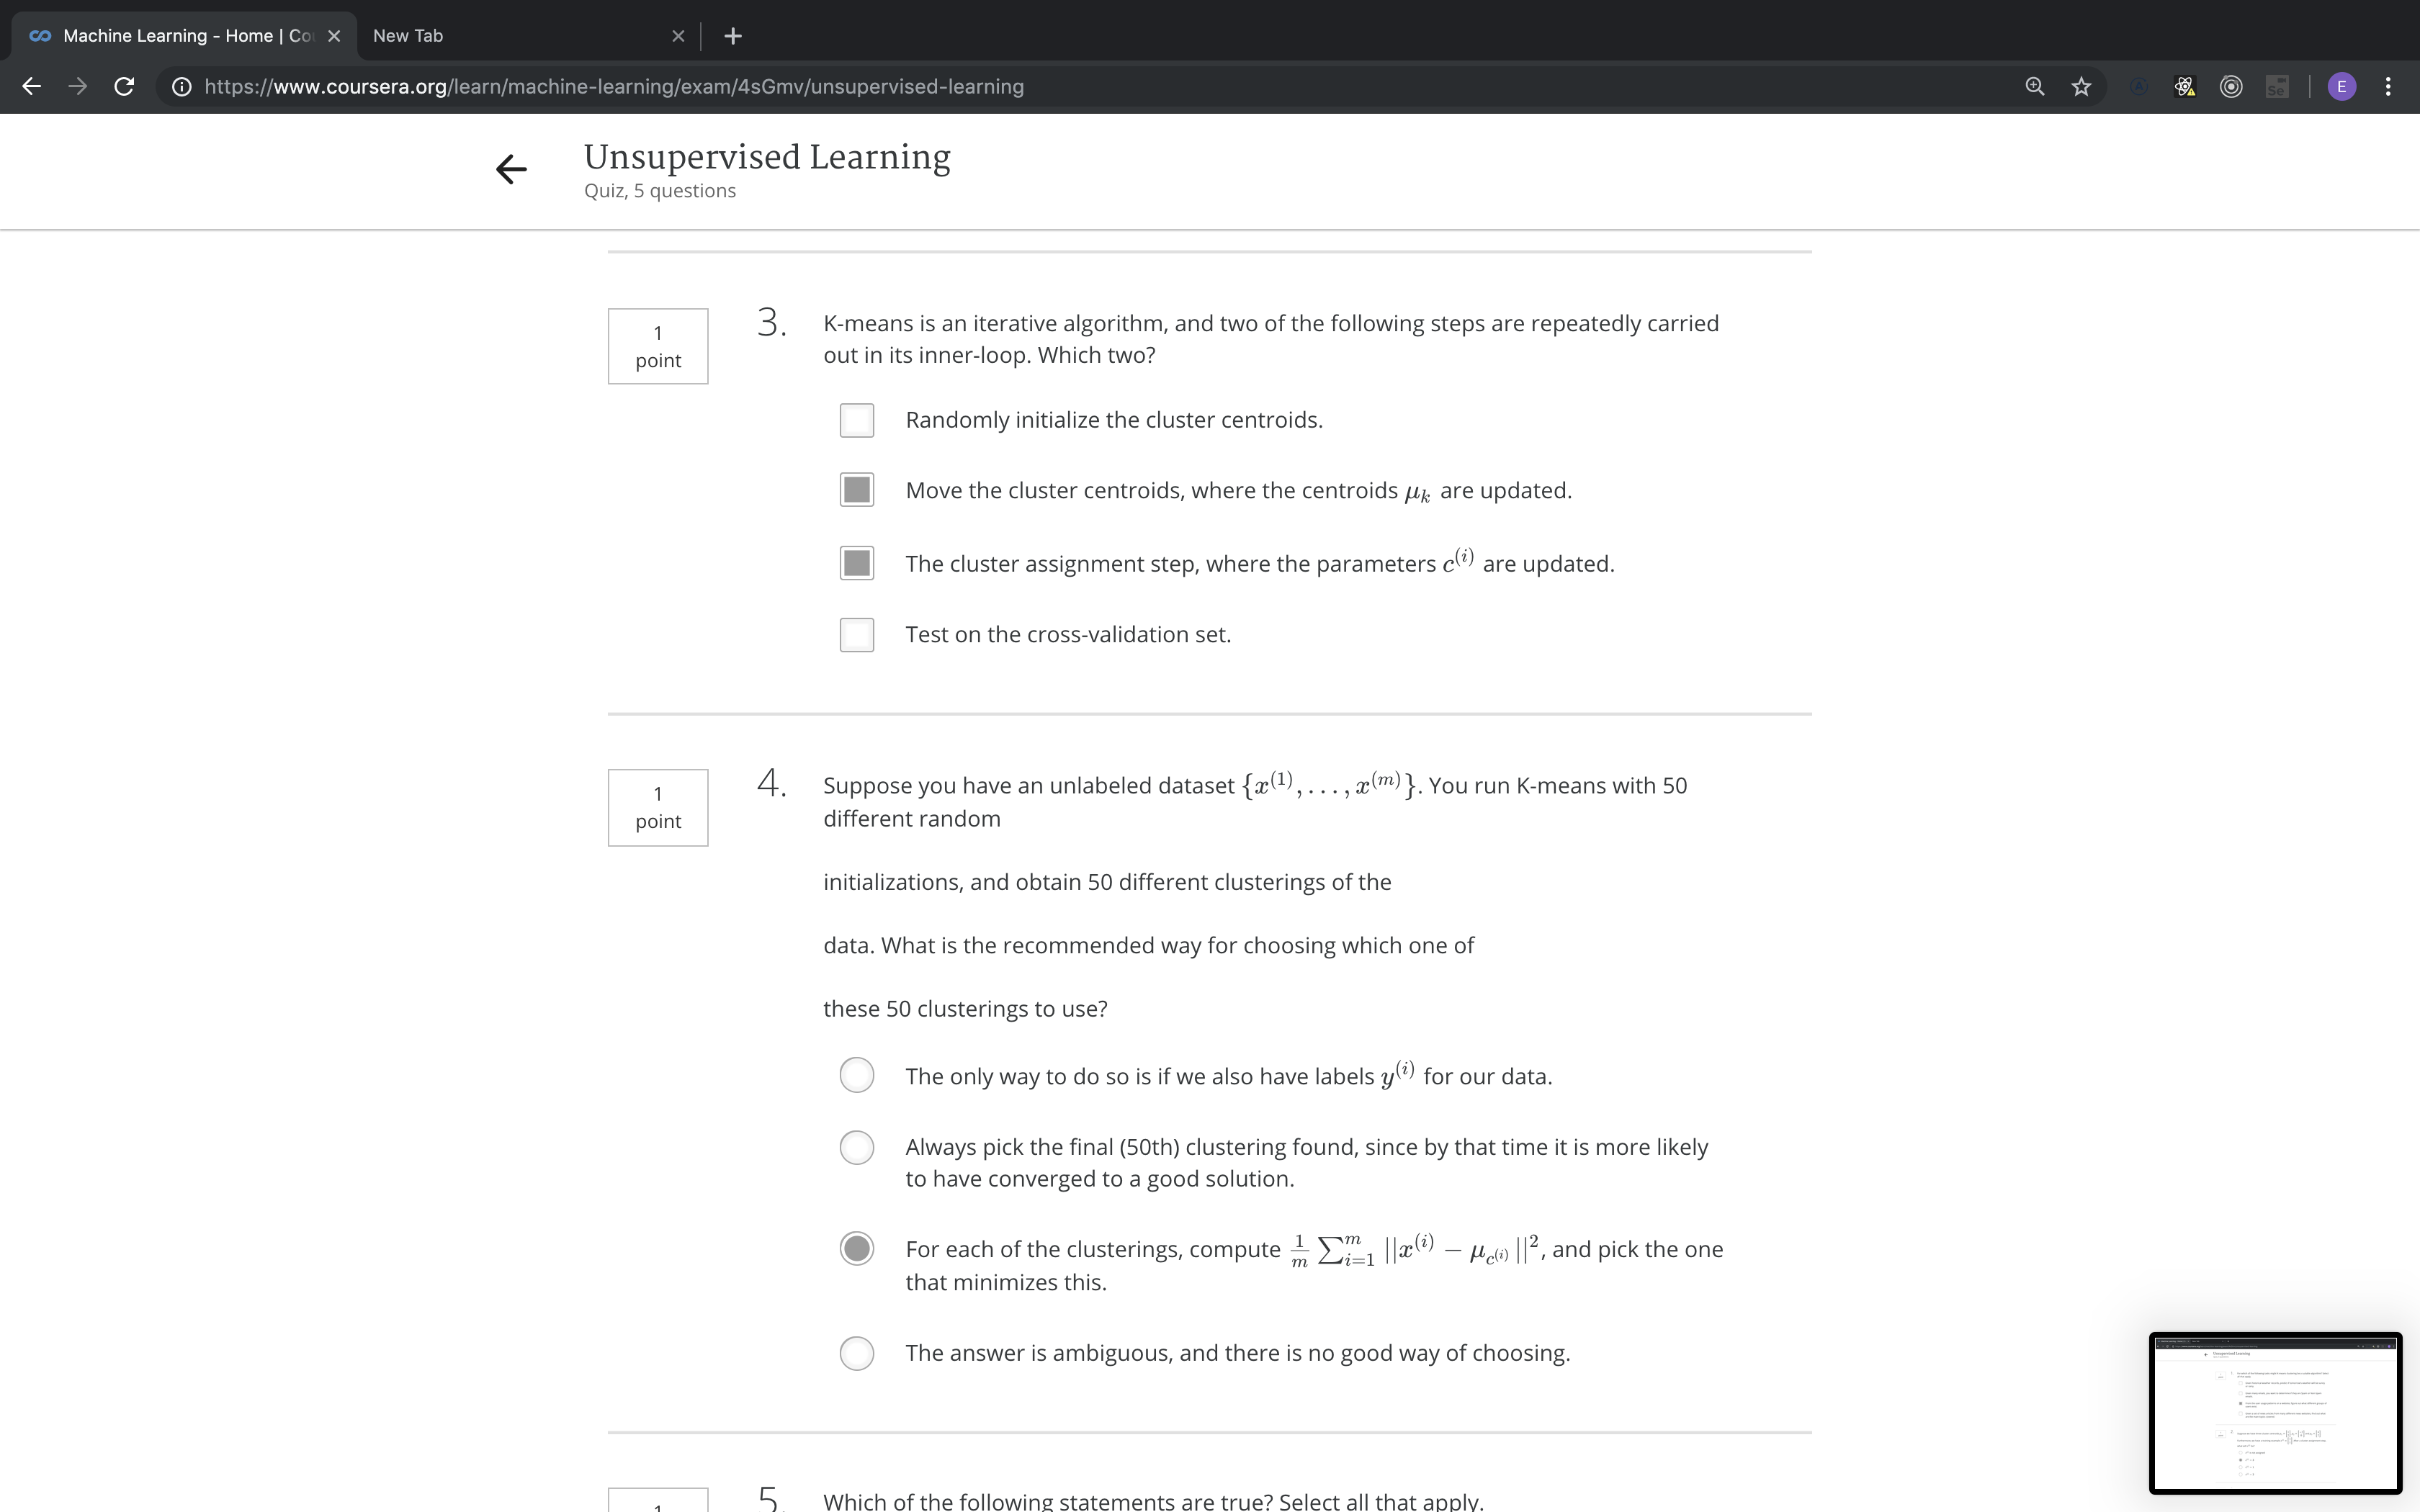 Machine Learning - Home | Co
New Tab
https://www.coursera.org/learn/machine-learning/exam/4sGmv/unsupervised-learning
Se
E
Unsupervised Learning
Quiz, 5 questions
1
point
3.
K-means is an iterative algorithm, and two of the following steps are repeatedly carried
out in its inner-loop. Which two?
Randomly initialize the cluster centroids.
Move the cluster centroids, where the centroids μ_k are updated.
The cluster assignment step, where the parameters c^(i) are updated.
Test on the cross-validation set.
1
point
4.
Suppose you have an unlabeled dataset {x^(1), . . . , x^(m)}. You run K-means with 50
different random
initializations, and obtain 50 different clusterings of the
data. What is the recommended way for choosing which one of
these 50 clusterings to use?
The only way to do so is if we also have labels y^(i) for our data.
Always pick the final (50th) clustering found, since by that time it is more likely
to have converged to a good solution.
For each of the clusterings, compute 1/m ∑_{i=1}^m ||x^(i) − μ_{c^(i)}||^2, and pick the one
that minimizes this.
The answer is ambiguous, and there is no good way of choosing.
1
5.
Which of the following statements are true? Select all that apply.